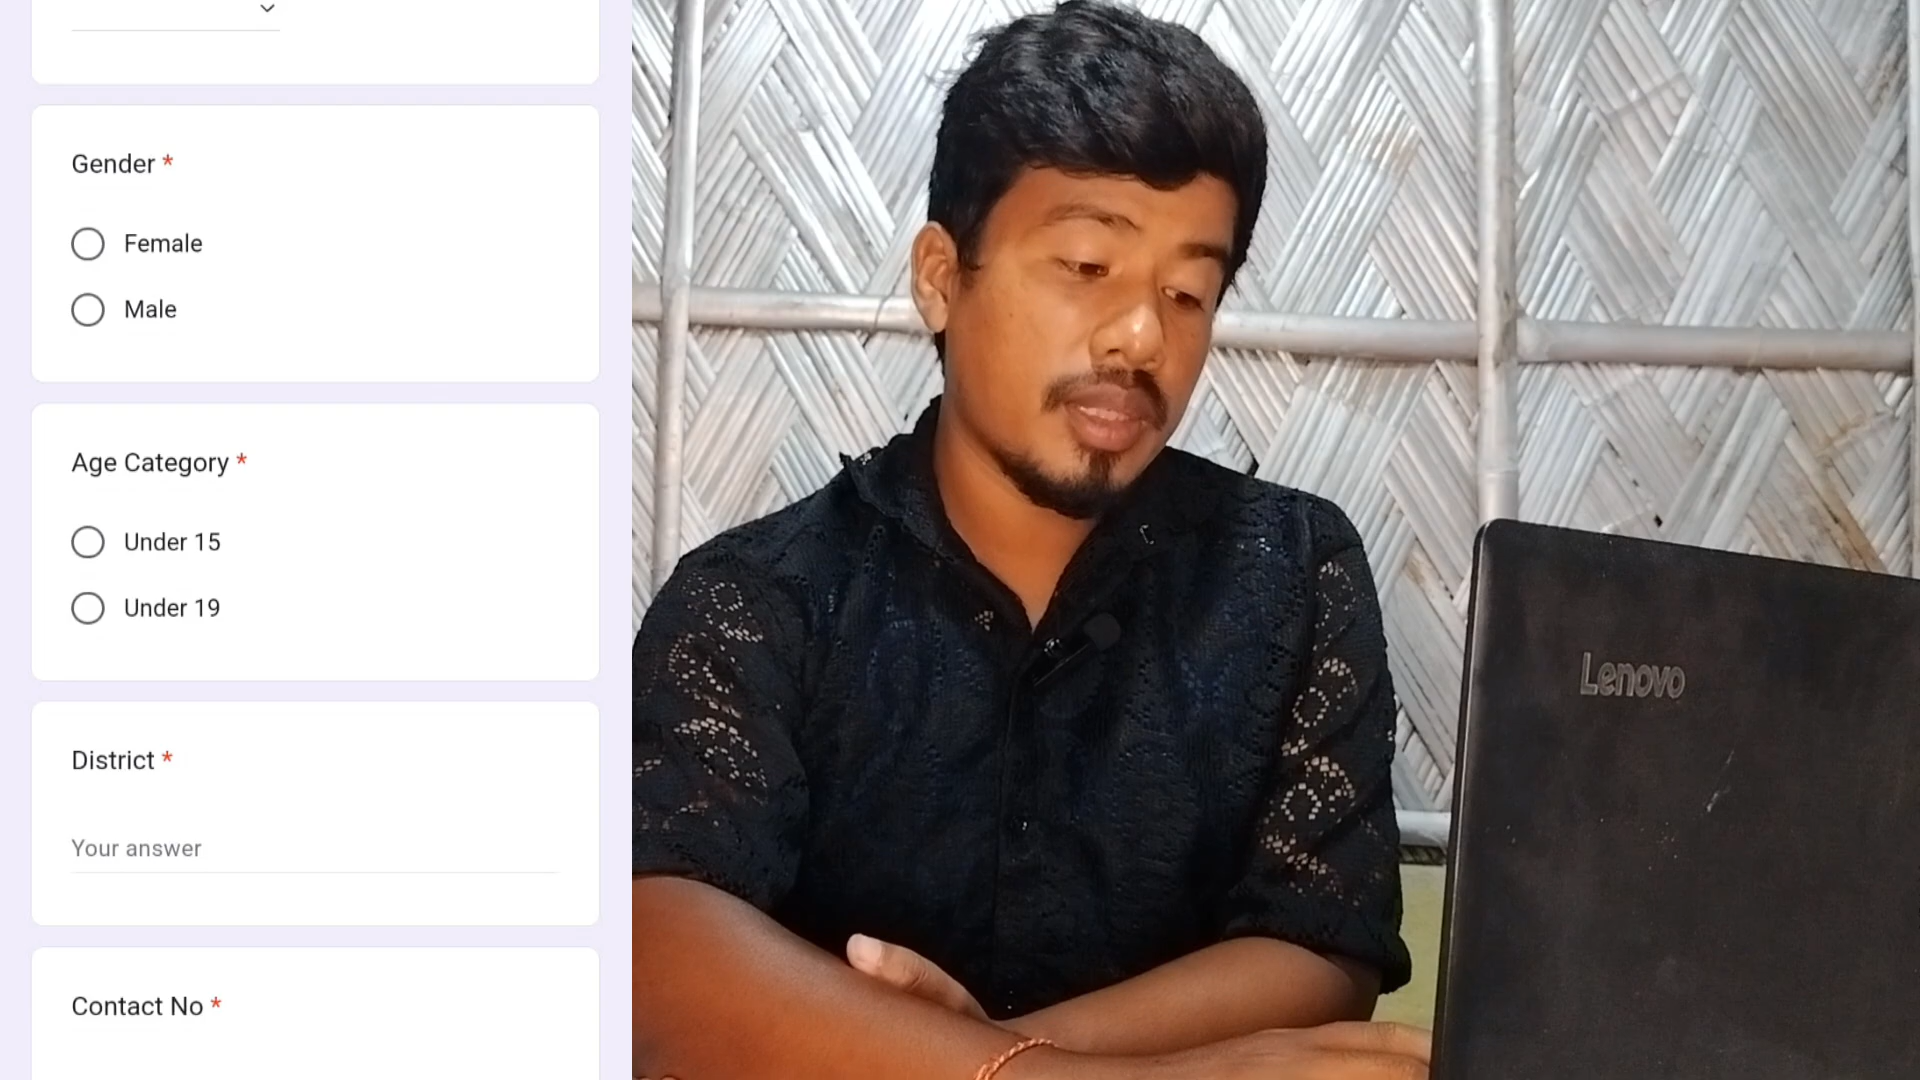 Gender *
Female
Male
Age Category *
Under 15
Under 19
District *
Your answer
Contact No *
Lenovo